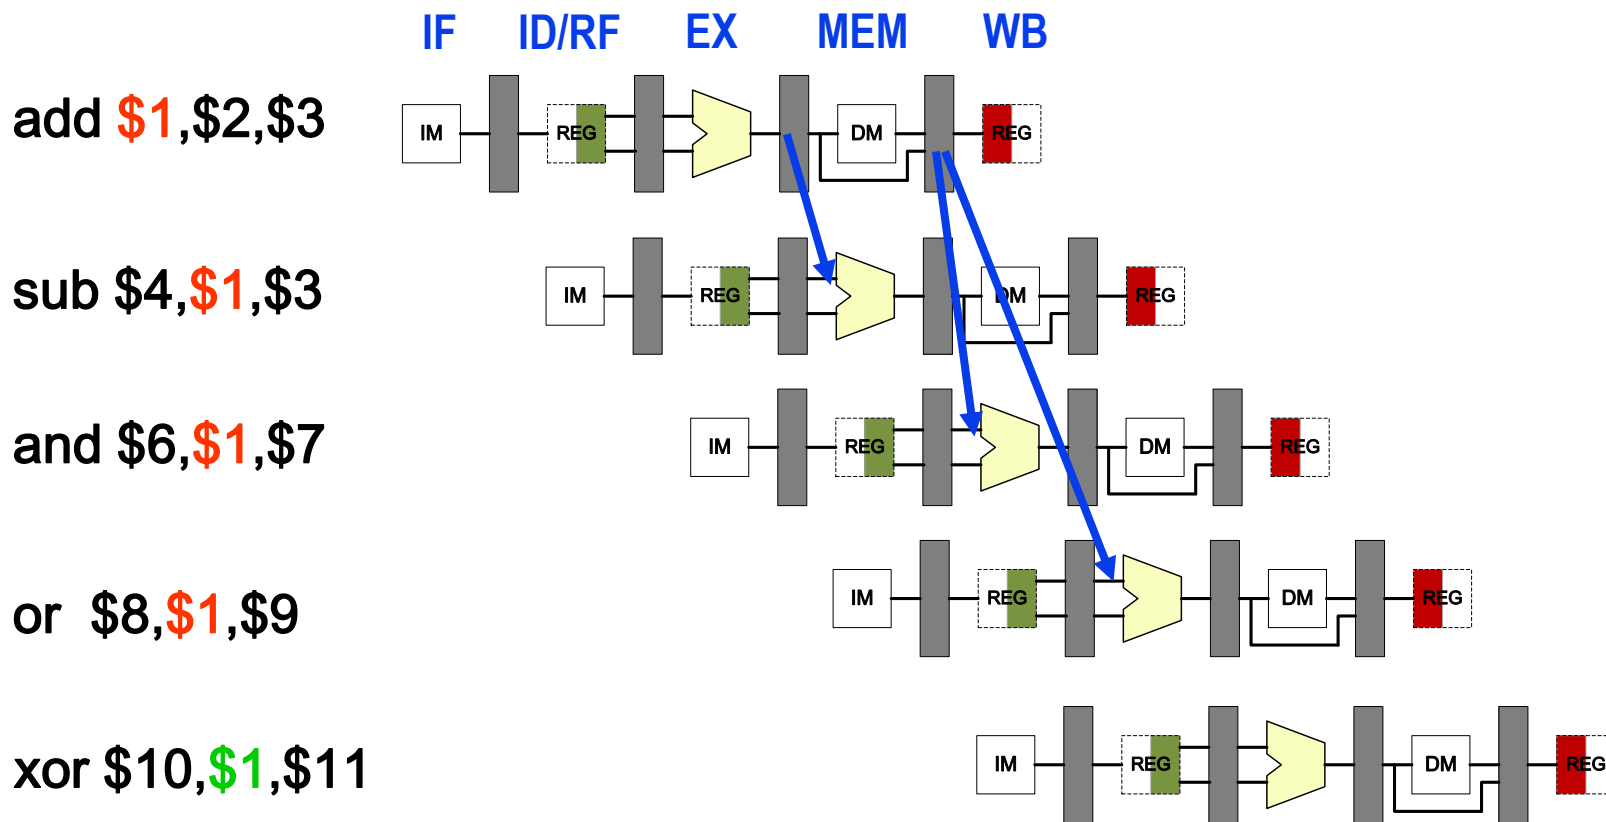 IF ID/RF EX MEM WB
add $1,$2,$3
IM REG DM REG
sub $4,$1,$3
IM REG DM REG
and $6,$1,$7
IM REG DM REG
or $8,$1,$9
IM REG DM REG
xor $10,$1,$11
IM REG DM REG